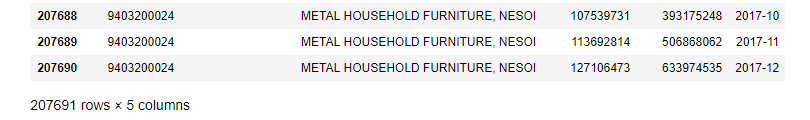 207688 9403200024 METAL HOUSEHOLD FURNITURE, NESOI 107539731 393175248 2017-10
207689 9403200024 METAL HOUSEHOLD FURNITURE, NESOI 113692814 506868062 2017-11
207690 9403200024 METAL HOUSEHOLD FURNITURE, NESOI 127106473 633974535 2017-12
207691 rows × 5 columns